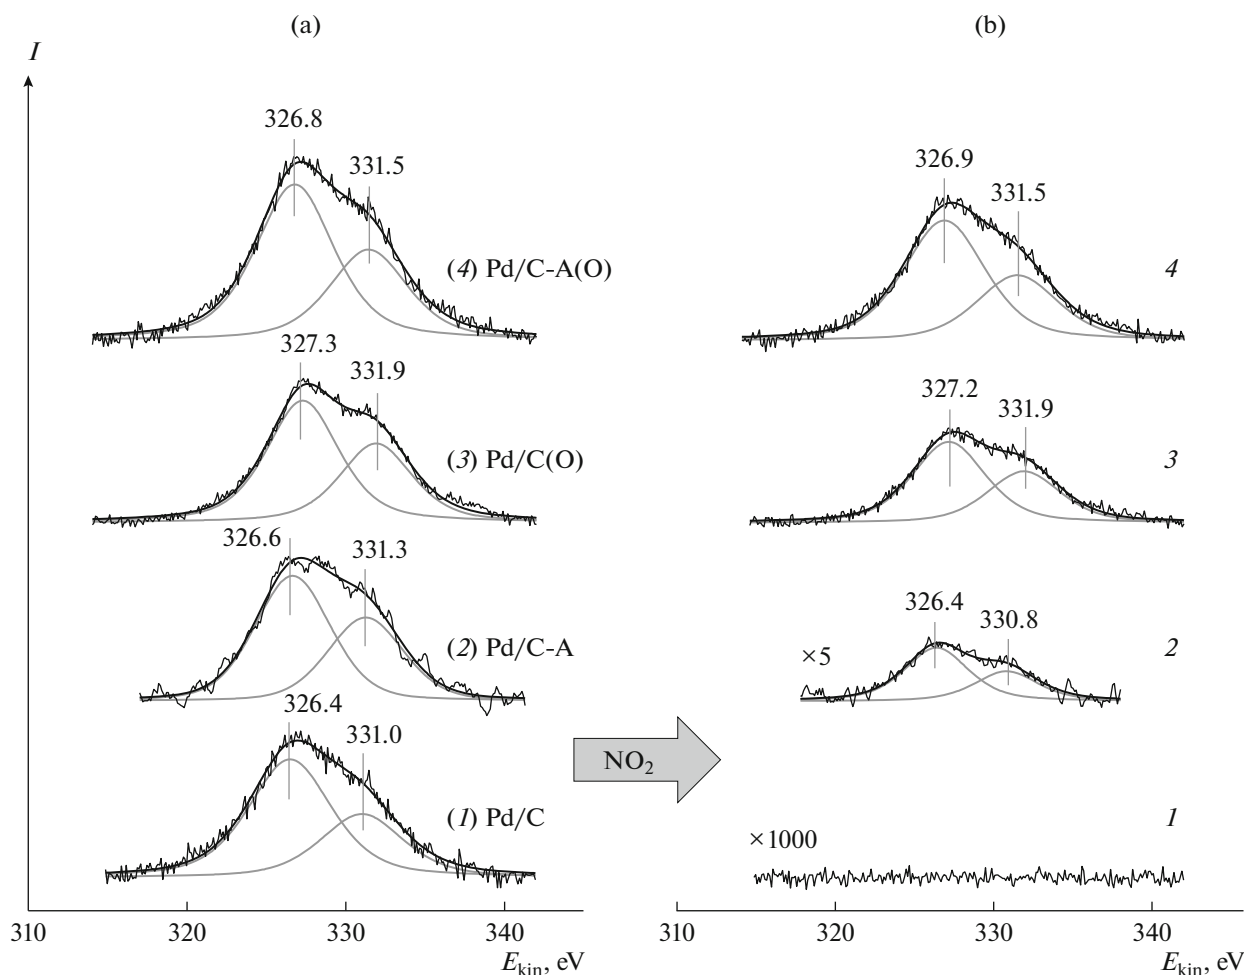 (a)
I
326.8
331.5
(4) Pd/C-A(O)
327.3
331.9
(3) Pd/C(O)
326.6
331.3
(2) Pd/C-A
326.4
331.0
(1) Pd/C
310 320 330 340
E_kin, eV
NO₂
(b)
326.9
331.5
4
327.2
331.9
3
326.4
330.8
×5
2
1
×1000
310 320 330 340
E_kin, eV